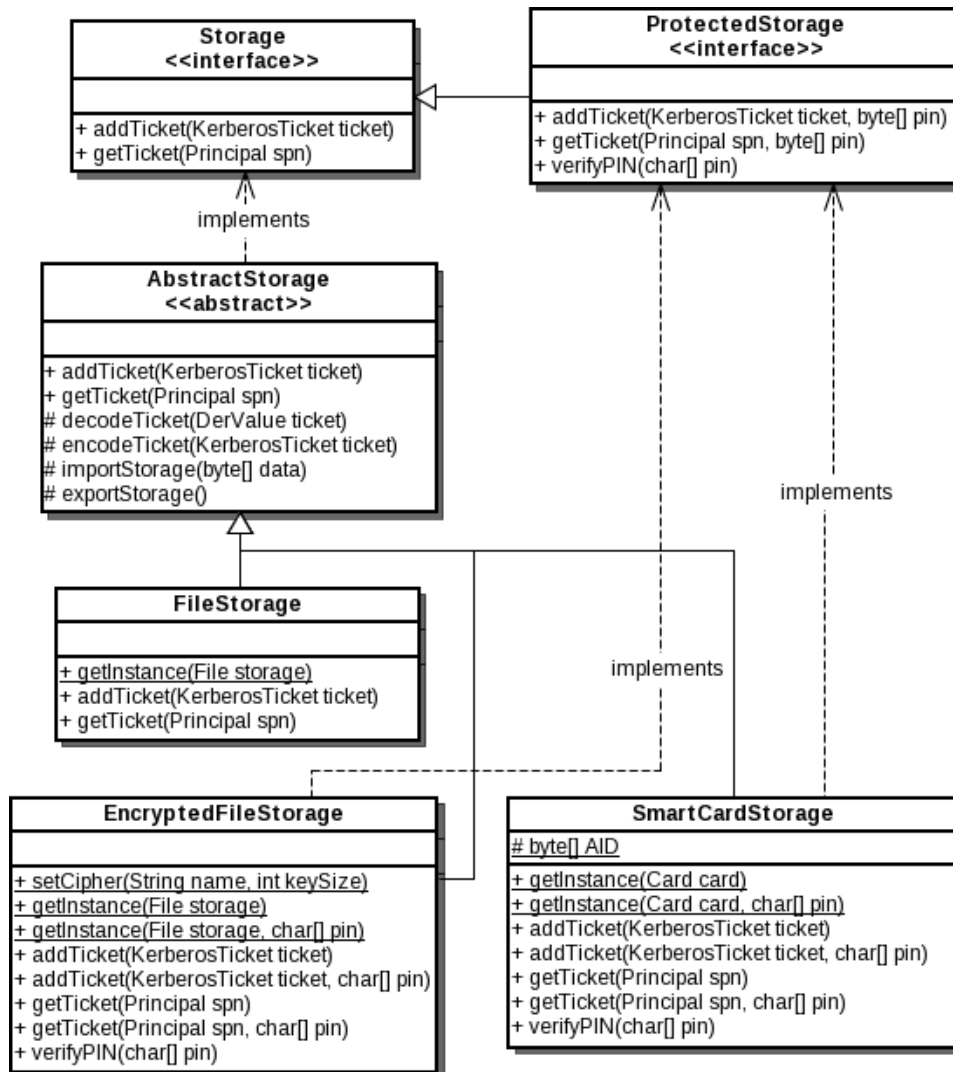 Storage
<<interface>>
+ addTicket(KerberosTicket ticket)
+ getTicket(Principal spn)
ProtectedStorage
<<interface>>
+ addTicket(KerberosTicket ticket, byte[] pin)
+ getTicket(Principal spn, byte[] pin)
+ verifyPIN(char[] pin)
implements
AbstractStorage
<<abstract>>
+ addTicket(KerberosTicket ticket)
+ getTicket(Principal spn)
# decodeTicket(DerValue ticket)
# encodeTicket(KerberosTicket ticket)
# importStorage(byte[] data)
# exportStorage()
implements
FileStorage
+ getInstance(File storage)
+ addTicket(KerberosTicket ticket)
+ getTicket(Principal spn)
implements
EncryptedFileStorage
+ setCipher(String name, int keySize)
+ getInstance(File storage)
+ getInstance(File storage, char[] pin)
+ addTicket(KerberosTicket ticket)
+ addTicket(KerberosTicket ticket, char[] pin)
+ getTicket(Principal spn)
+ getTicket(Principal spn, char[] pin)
+ verifyPIN(char[] pin)
SmartCardStorage
# byte[] AID
+ getInstance(Card card)
+ getInstance(Card card, char[] pin)
+ addTicket(KerberosTicket ticket)
+ addTicket(KerberosTicket ticket, char[] pin)
+ getTicket(Principal spn)
+ getTicket(Principal spn, char[] pin)
+ verifyPIN(char[] pin)